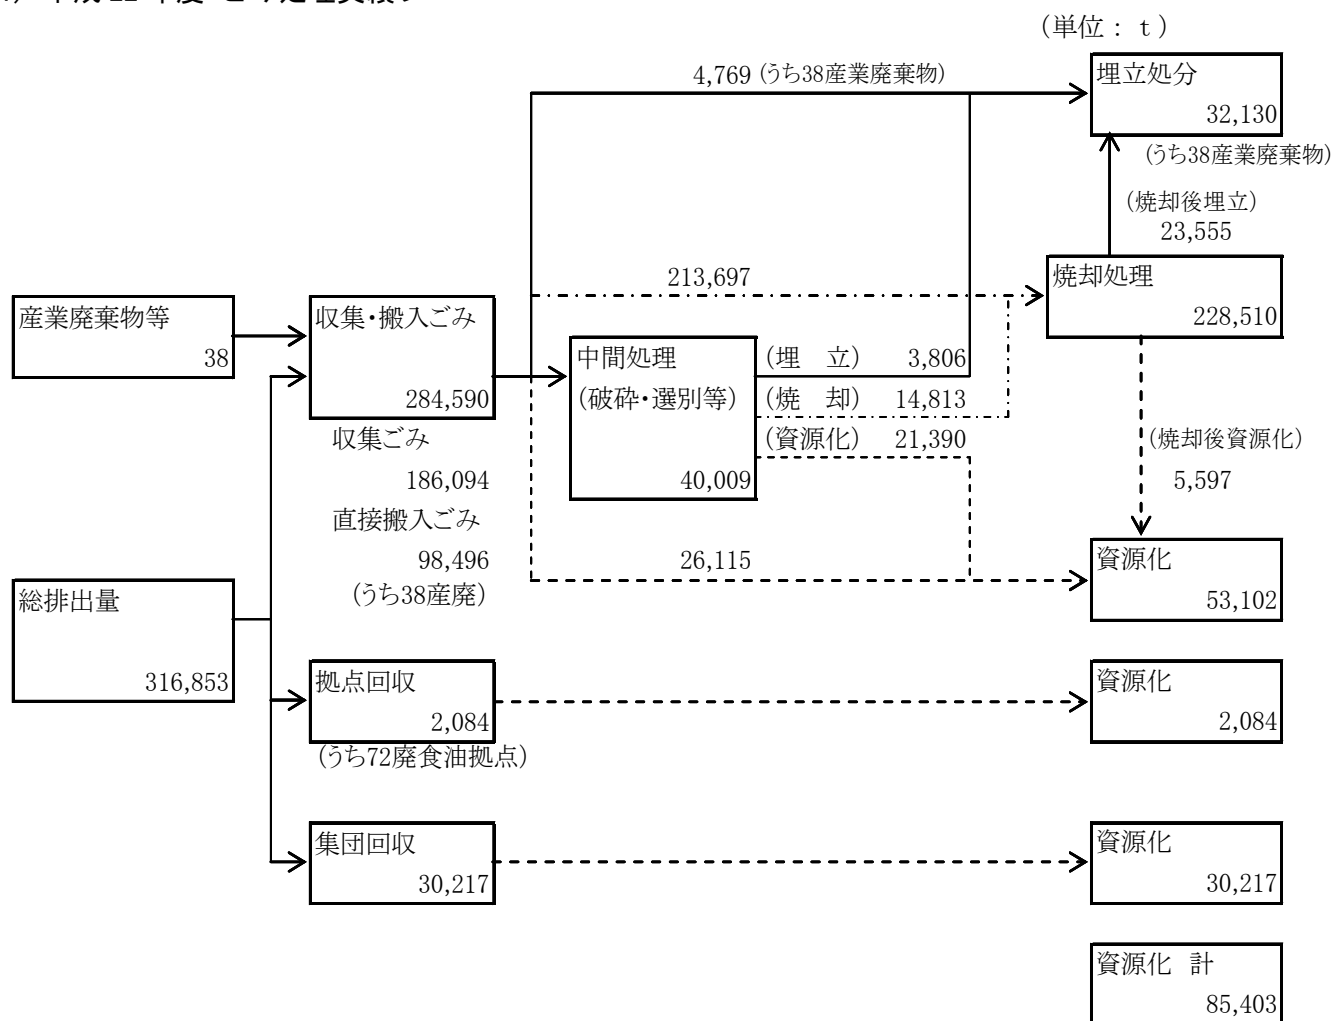 (単位： t )
4,769 (うち38産業廃棄物)
埋立処分
32,130
(うち38産業廃棄物)
(焼却後埋立)
23,555
213,697
焼却処理
228,510
産業廃棄物等
38
収集・搬入ごみ
284,590
中間処理
(破砕・選別等)
40,009
(埋　立) 3,806
(焼　却) 14,813
(資源化) 21,390
収集ごみ
186,094
直接搬入ごみ
98,496
(うち38産廃)
(焼却後資源化)
5,597
26,115
資源化
53,102
総排出量
316,853
拠点回収
2,084
(うち72廃食油拠点)
資源化
2,084
集団回収
30,217
資源化
30,217
資源化 計
85,403